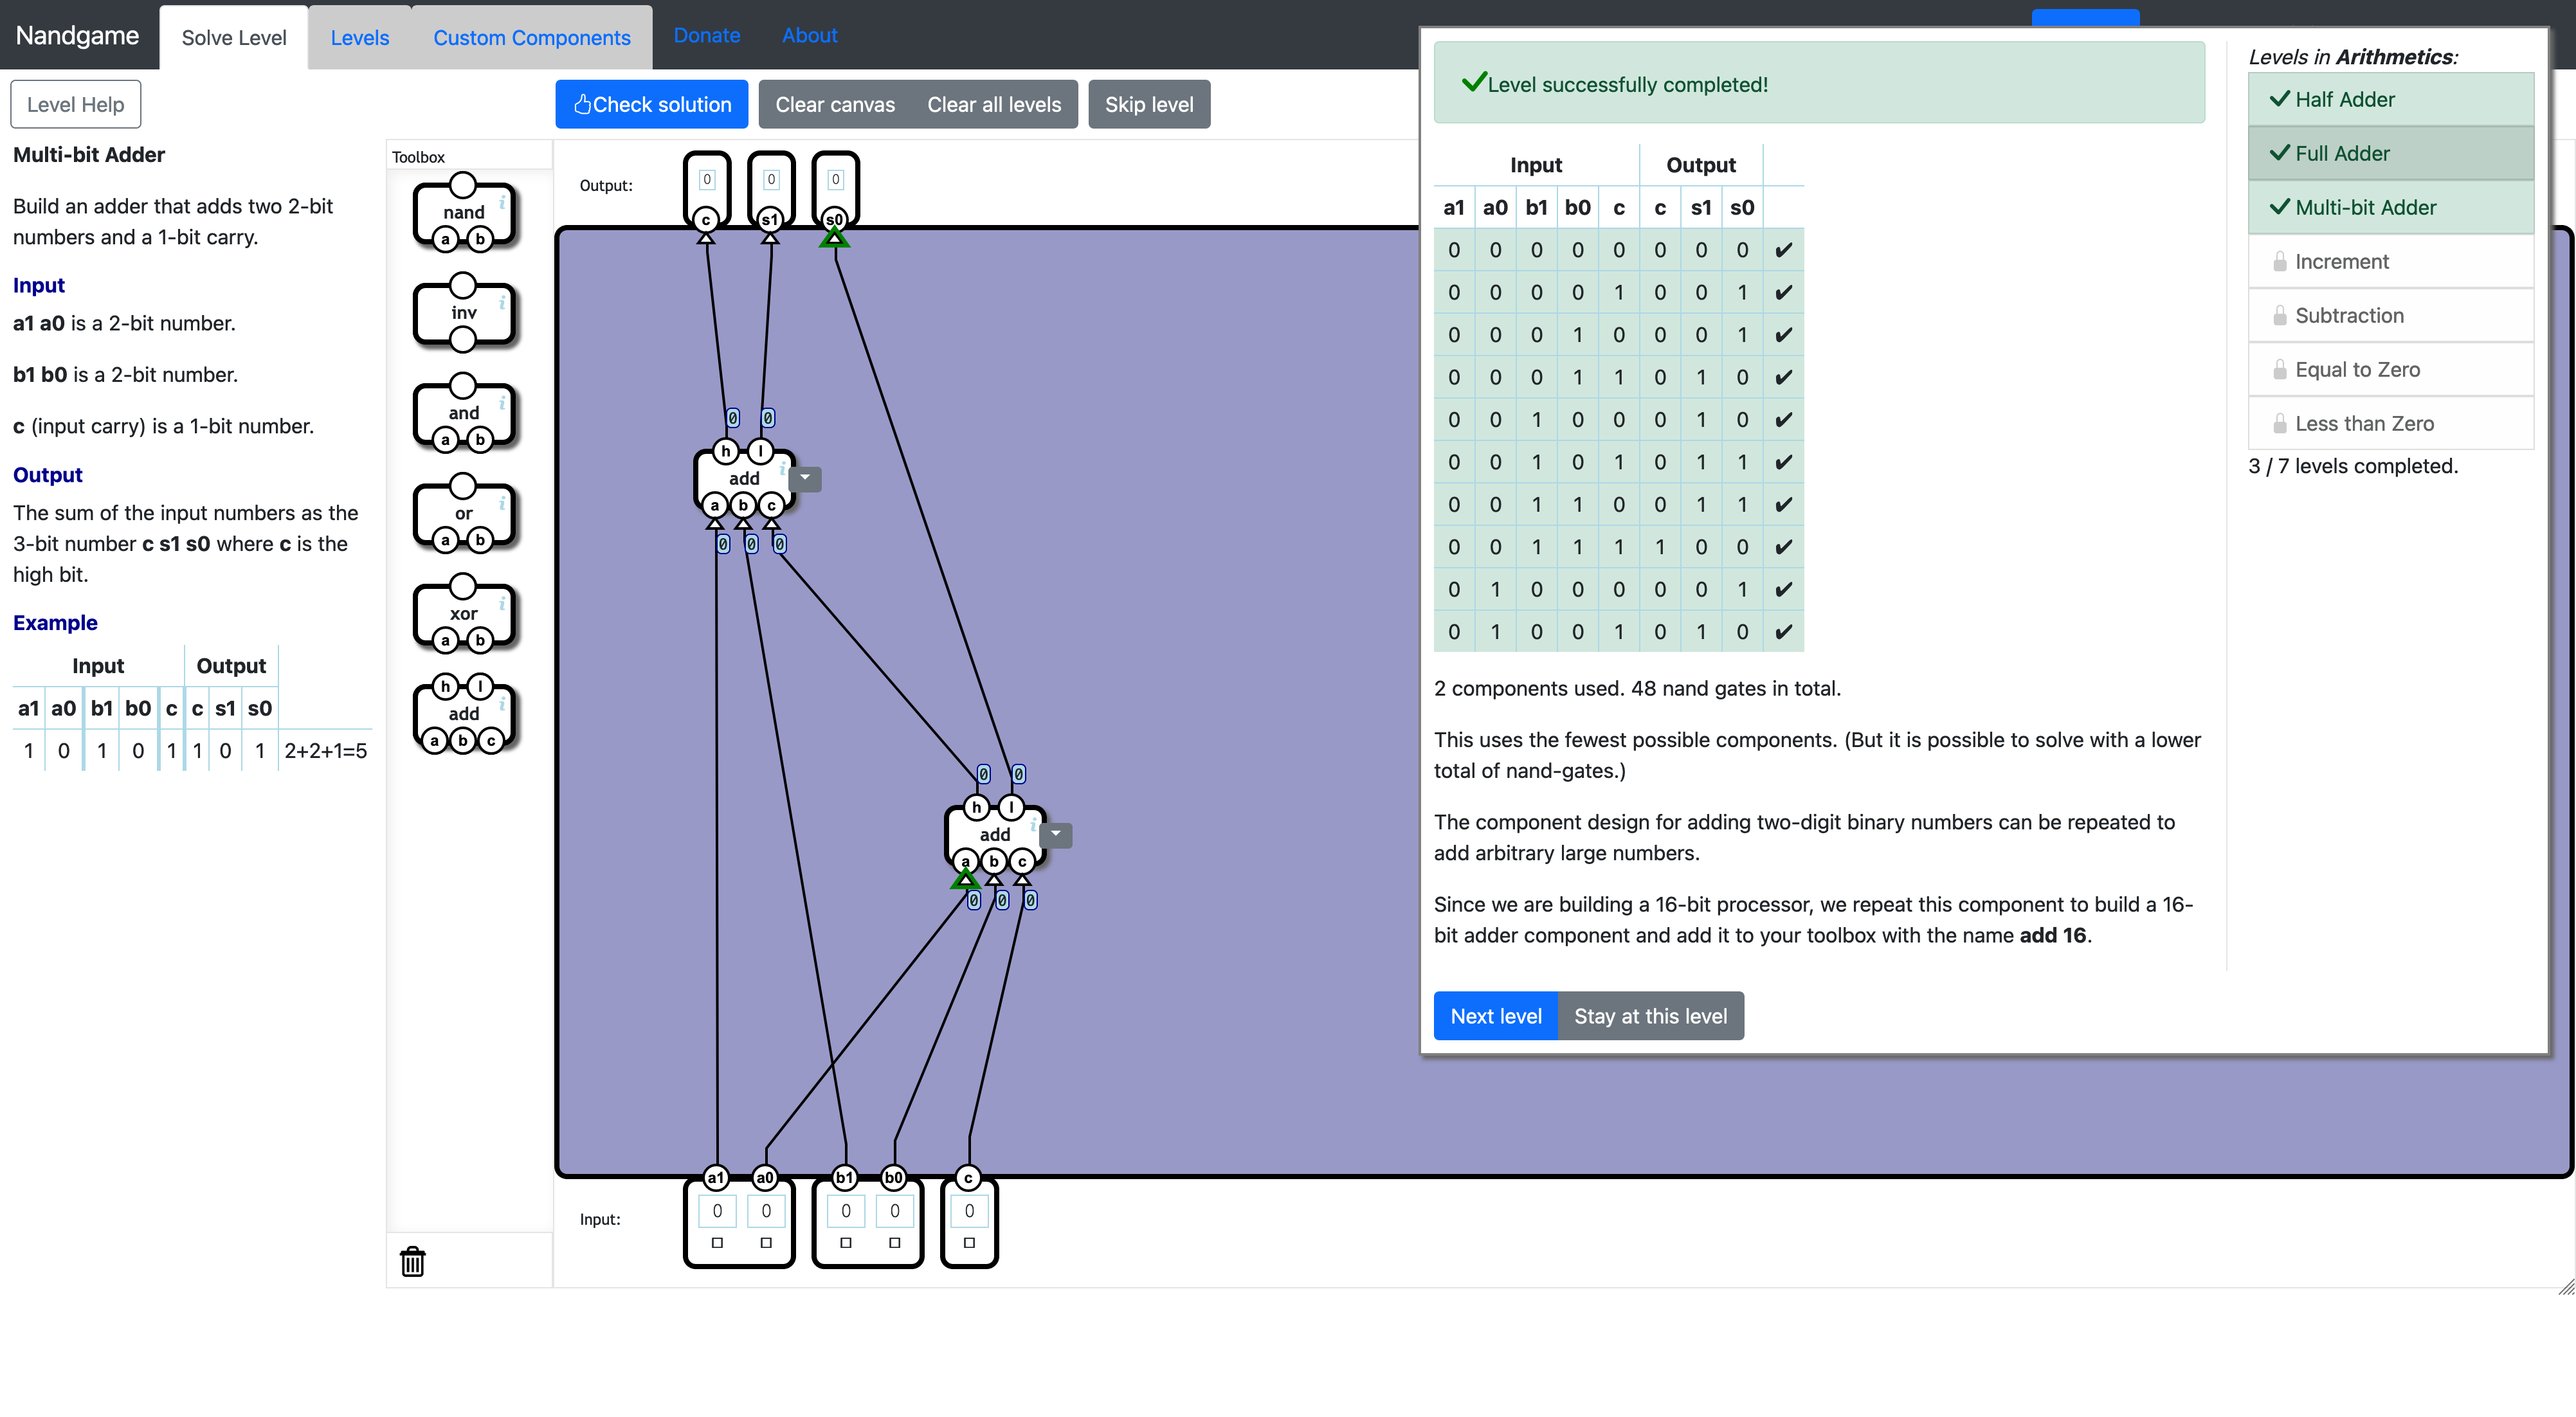 Nandgame Solve Level Levels Custom Components Donate About
Level Help
Check solution Clear canvas Clear all levels Skip level
Multi-bit Adder
Build an adder that adds two 2-bit
numbers and a 1-bit carry.
Input
a1 a0 is a 2-bit number.
b1 b0 is a 2-bit number.
c (input carry) is a 1-bit number.
Output
The sum of the input numbers as the
3-bit number c s1 s0 where c is the
high bit.
Example
Input Output
a1 a0 b1 b0 c c s1 s0
1 0 1 0 1 1 0 1 2+2+1=5
Toolbox
nand i
a b
inv i
and i
a b
or i
a b
xor i
a b
h l
add i
a b c
Output:
0 0 0
c s1 s0
0 0
h l
add i
a b c
0 0 0
0 0
h l
add i
a b c
0 0 0
a1 a0 b1 b0 c
Input:
0 0 0 0 0
Level successfully completed!
Input Output
a1 a0 b1 b0 c c s1 s0
0 0 0 0 0 0 0 0 ✔
0 0 0 0 1 0 0 1 ✔
0 0 0 1 0 0 0 1 ✔
0 0 0 1 1 0 1 0 ✔
0 0 1 0 0 0 1 0 ✔
0 0 1 0 1 0 1 1 ✔
0 0 1 1 0 0 1 1 ✔
0 0 1 1 1 1 0 0 ✔
0 1 0 0 0 0 0 1 ✔
0 1 0 0 1 0 1 0 ✔
2 components used. 48 nand gates in total.
This uses the fewest possible components. (But it is possible to solve with a lower
total of nand-gates.)
The component design for adding two-digit binary numbers can be repeated to
add arbitrary large numbers.
Since we are building a 16-bit processor, we repeat this component to build a 16-
bit adder component and add it to your toolbox with the name add 16.
Next level Stay at this level
Levels in Arithmetics:
Half Adder
Full Adder
Multi-bit Adder
Increment
Subtraction
Equal to Zero
Less than Zero
3 / 7 levels completed.